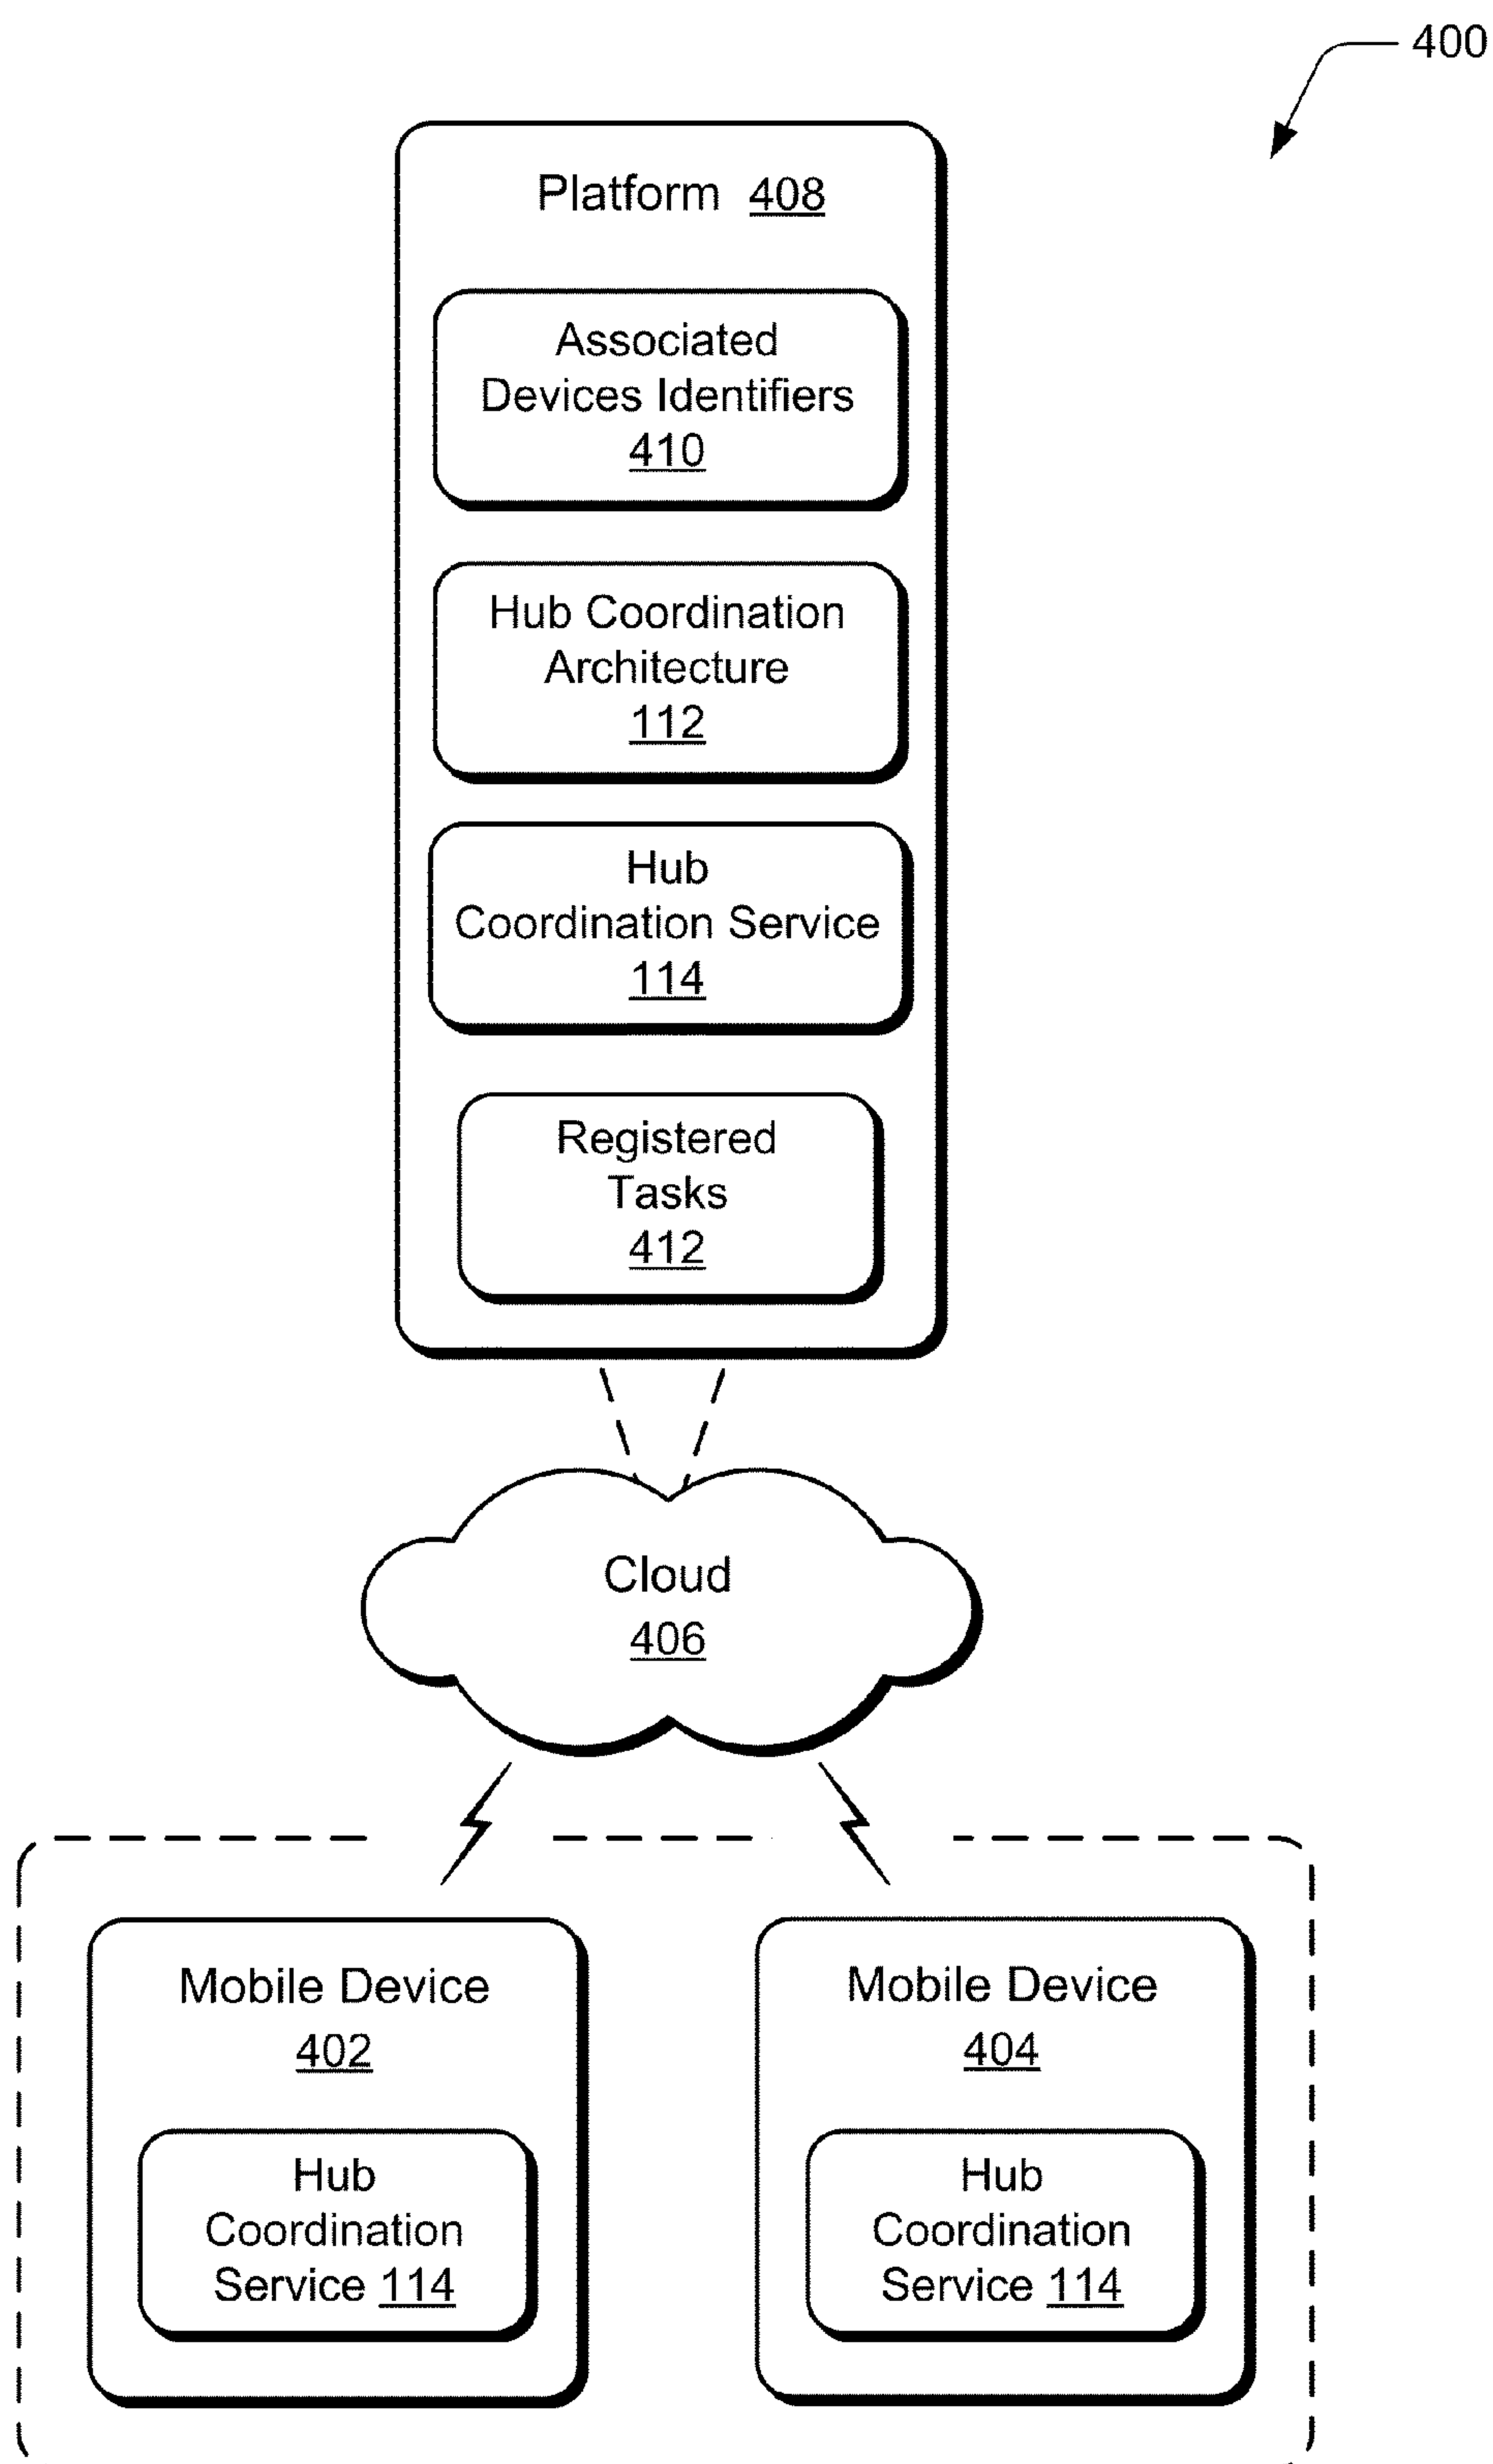 400
Platform 408
Associated
Devices Identifiers
410
Hub Coordination
Architecture
112
Hub
Coordination Service
114
Registered
Tasks
412
Cloud
406
Mobile Device
402
Hub
Coordination
Service 114
Mobile Device
404
Hub
Coordination
Service 114